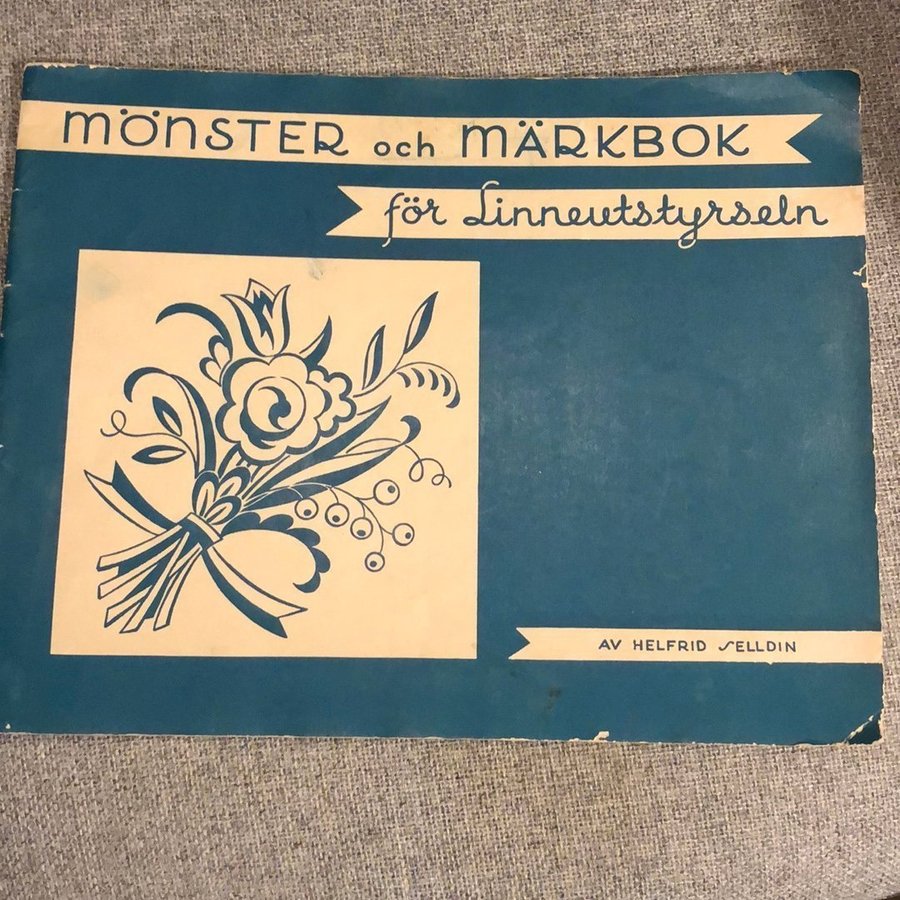 MÖNSTER och MÄRKBOK
för Linneutstyrseln
AV HELFRID SELLDIN